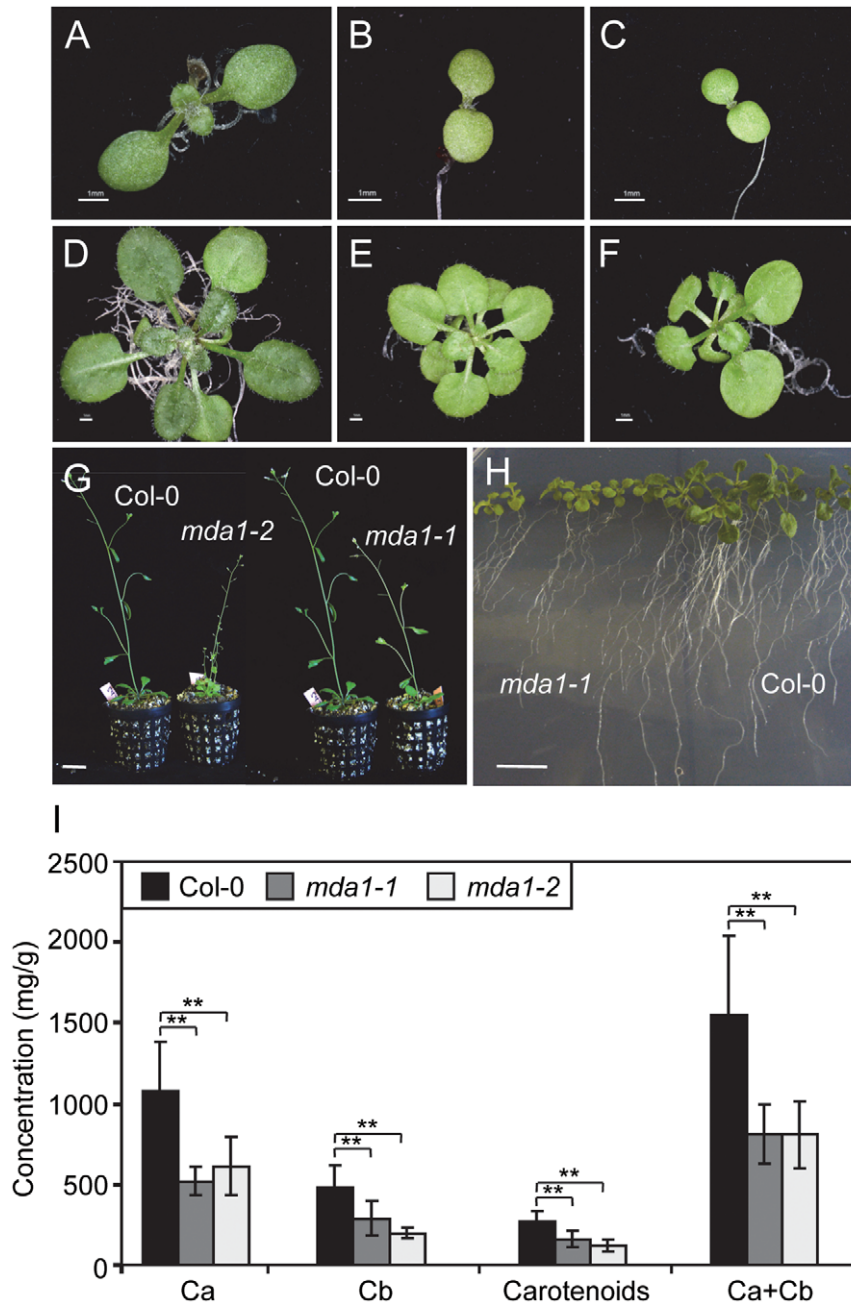 A
B
C
1mm
1mm
1mm
D
E
F
1mm
G
Col-0
mda1-2
Col-0
mda1-1
H
mda1-1
Col-0
I
2500
2000
1500
1000
500
0
Concentration (mg/g)
Col-0
mda1-1
mda1-2
**
**
**
**
**
**
**
**
Ca
Cb
Carotenoids
Ca+Cb